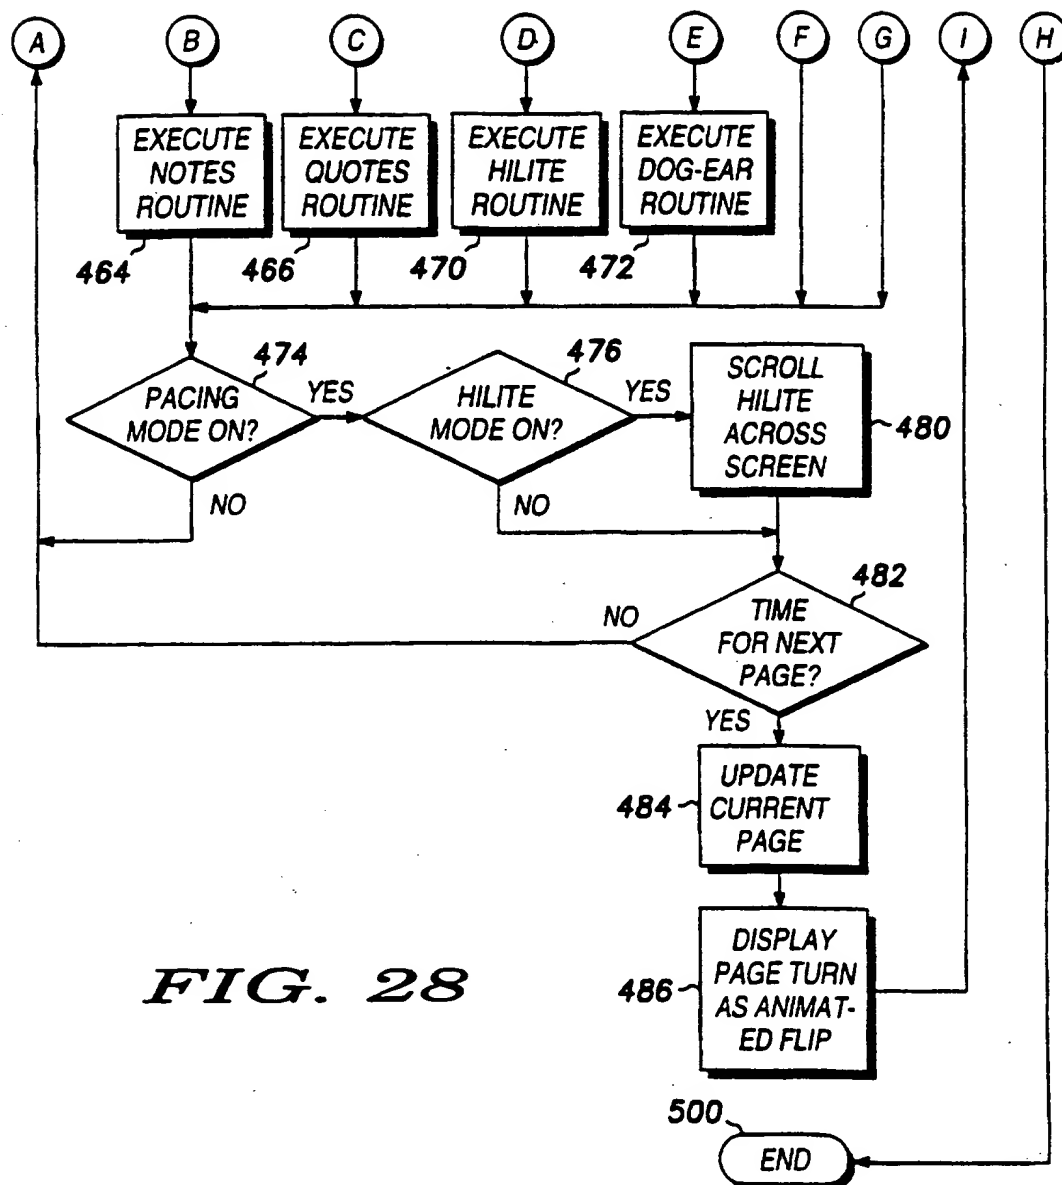 A B C D E F G I H
EXECUTE
NOTES
ROUTINE
EXECUTE
QUOTES
ROUTINE
EXECUTE
HILITE
ROUTINE
EXECUTE
DOG-EAR
ROUTINE
464
466
470
472
474
PACING
MODE ON?
YES
NO
476
HILITE
MODE ON?
YES
NO
SCROLL
HILITE
ACROSS
SCREEN
480
482
TIME
FOR NEXT
PAGE?
NO
YES
484
UPDATE
CURRENT
PAGE
486
DISPLAY
PAGE TURN
AS ANIMAT-
ED FLIP
FIG. 28
500
END